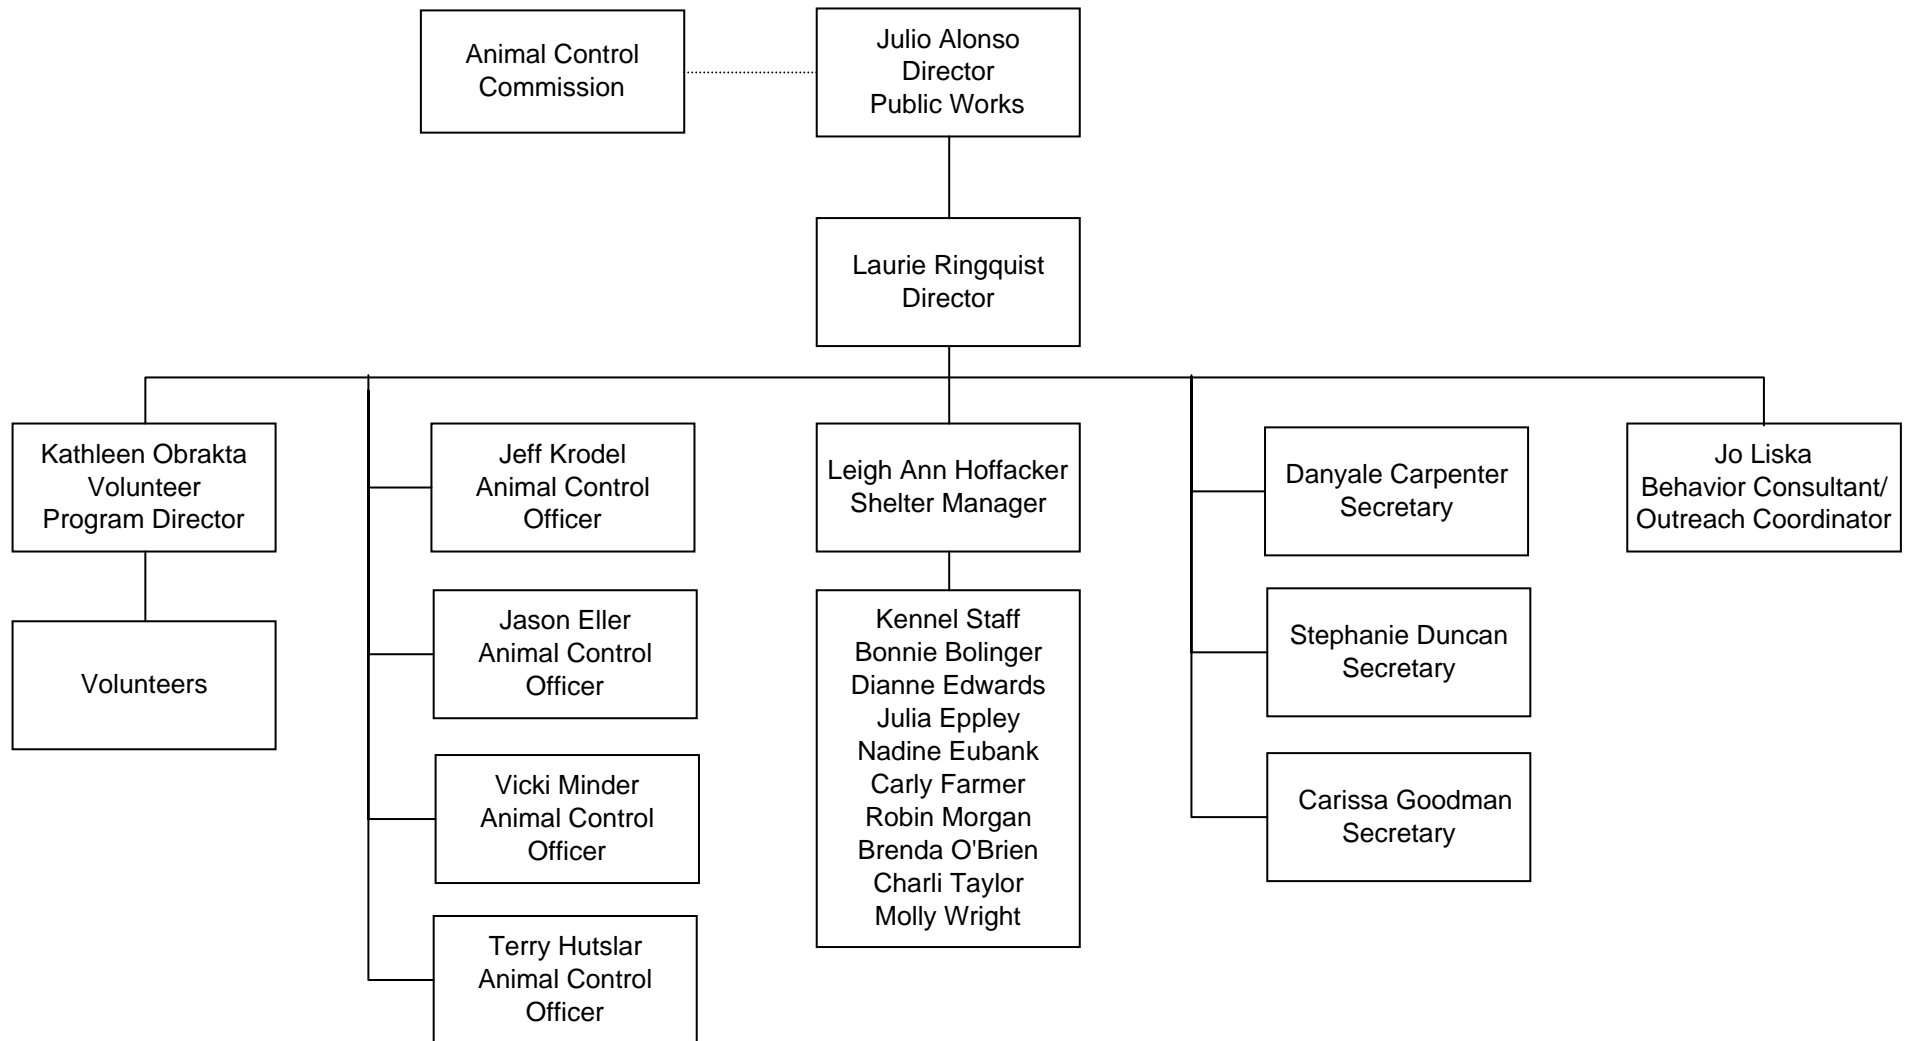 Animal Control
Commission
Julio Alonso
Director
Public Works
Laurie Ringquist
Director
Kathleen Obrakta
Volunteer
Program Director
Volunteers
Jeff Krodel
Animal Control
Officer
Jason Eller
Animal Control
Officer
Vicki Minder
Animal Control
Officer
Terry Hutslar
Animal Control
Officer
Leigh Ann Hoffacker
Shelter Manager
Kennel Staff
Bonnie Bolinger
Dianne Edwards
Julia Eppley
Nadine Eubank
Carly Farmer
Robin Morgan
Brenda O'Brien
Charli Taylor
Molly Wright
Danyale Carpenter
Secretary
Stephanie Duncan
Secretary
Carissa Goodman
Secretary
Jo Liska
Behavior Consultant/
Outreach Coordinator